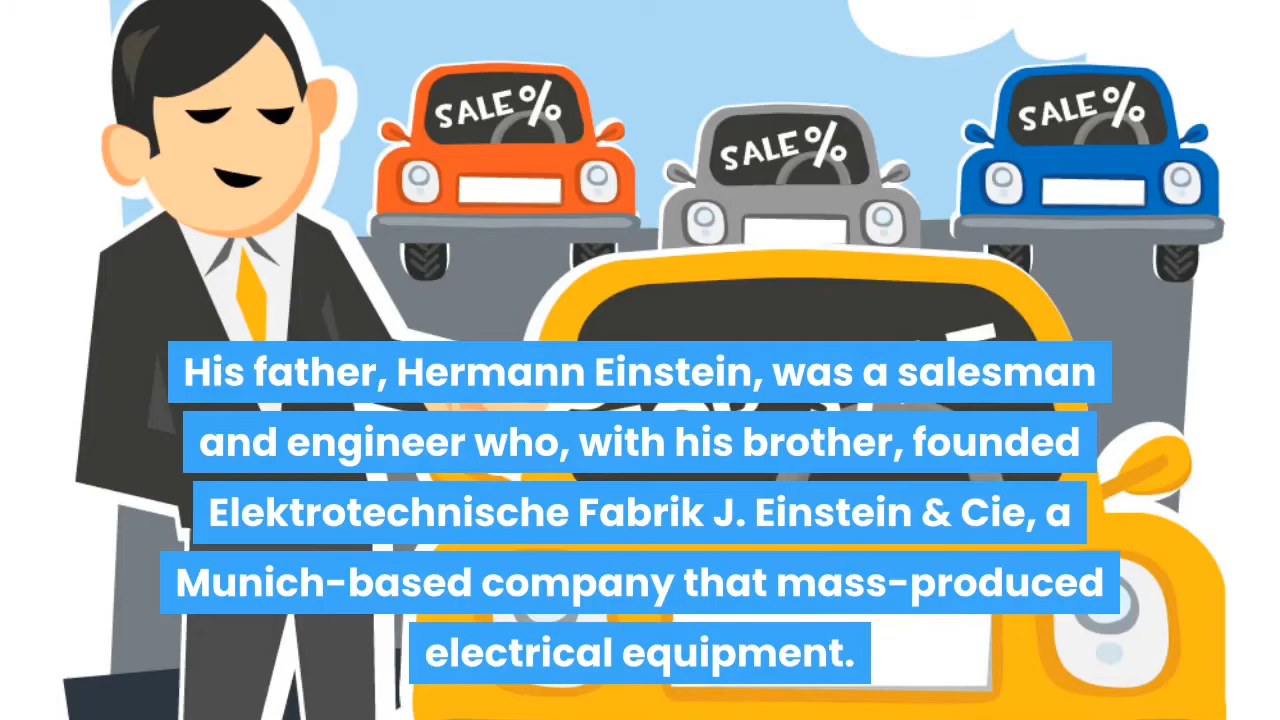 SALE%
SALE%
SALE%
His father, Hermann Einstein, was a salesman
and engineer who, with his brother, founded
Elektrotechnische Fabrik J. Einstein & Cie, a
Munich-based company that mass-produced
electrical equipment.